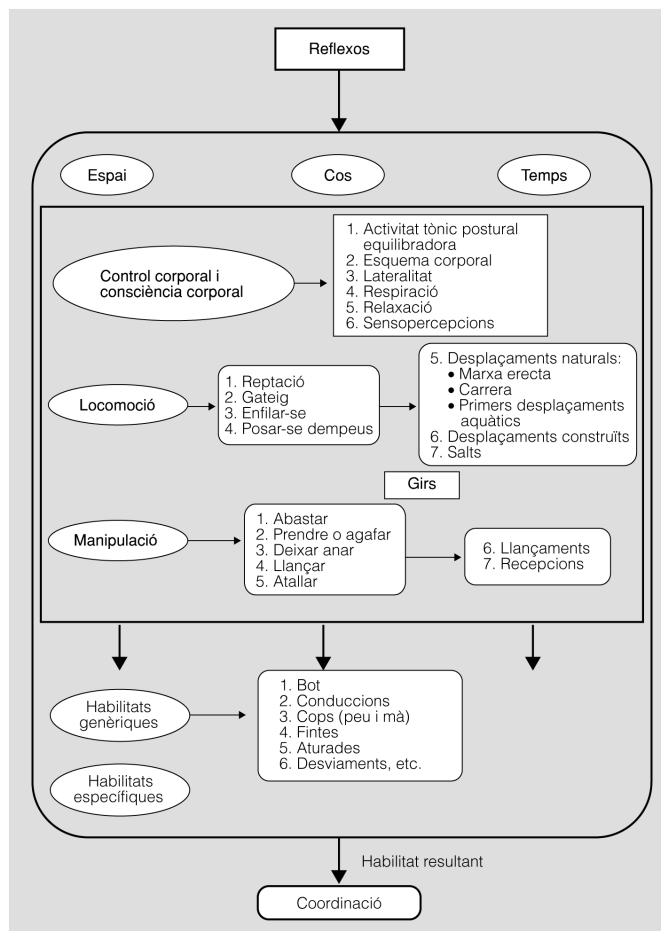 Reflexos
Espai
Cos
Temps
Control corporal i
consciència corporal
1. Activitat tònic postural
equilibradora
2. Esquema corporal
3. Lateralitat
4. Respiració
5. Relaxació
6. Sensopercepcions
Locomoció
1. Reptació
2. Gateig
3. Enfilar-se
4. Posar-se dempeus
5. Desplaçaments naturals:
• Marxa erecta
• Carrera
• Primers desplaçaments
aquàtics
6. Desplaçaments construïts
7. Salts
Girs
Manipulació
1. Abastar
2. Prendre o agafar
3. Deixar anar
4. Llançar
5. Atallar
6. Llançaments
7. Recepcions
Habilitats
genèriques
1. Bot
2. Conduccions
3. Cops (peu i mà)
4. Fintes
5. Aturades
6. Desviaments, etc.
Habilitats
específiques
Habilitat resultant
Coordinació